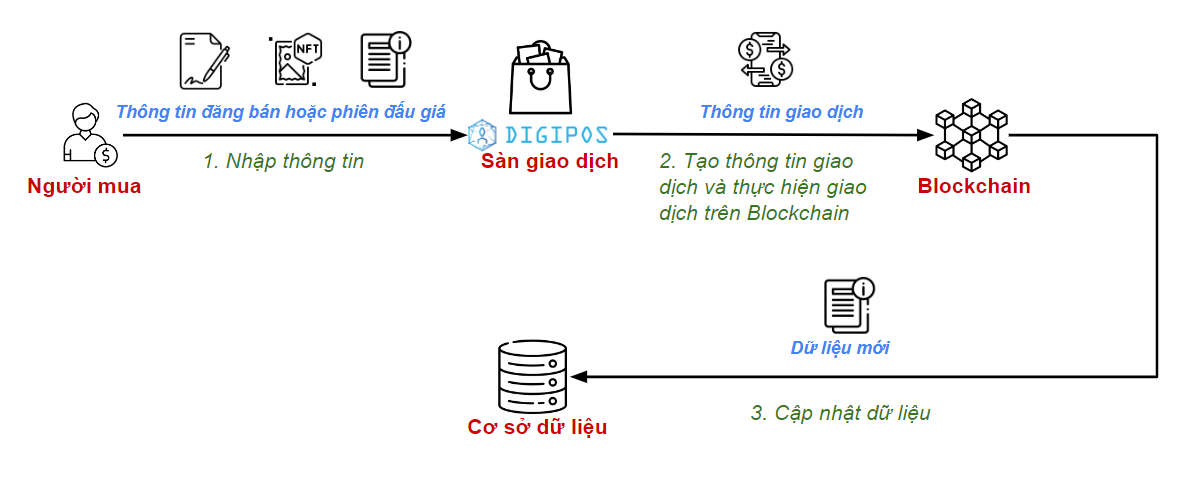 NFT
Thông tin đăng bán hoặc phiên đấu giá
Thông tin giao dịch
DIGIPOS
1. Nhập thông tin
Sàn giao dịch
2. Tạo thông tin giao
dịch và thực hiện giao
dịch trên Blockchain
Người mua
Blockchain
Dữ liệu mới
3. Cập nhật dữ liệu
Cơ sở dữ liệu